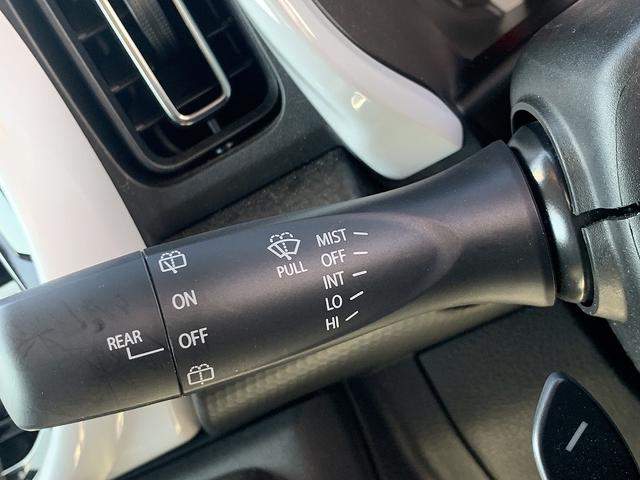 MIST
OFF
PULL
INT
LO
HI
ON
OFF
REAR